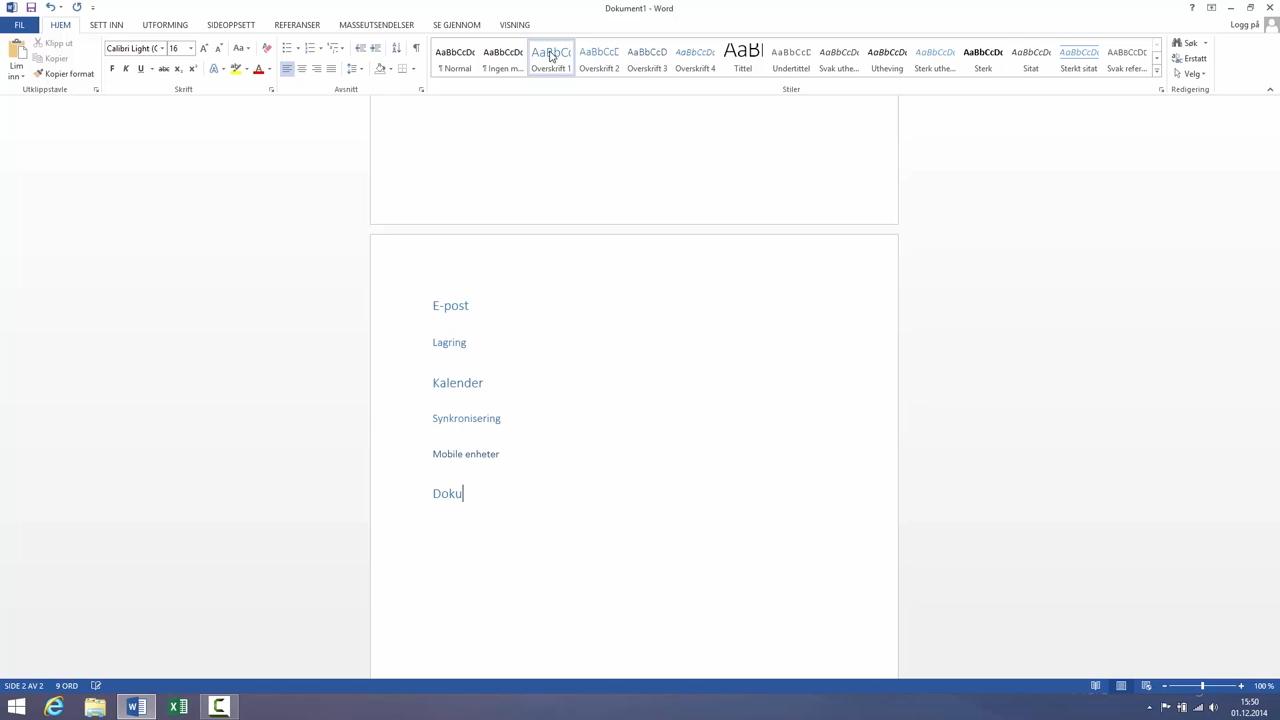 Dokument1 - Word
FIL HJEM SETT INN UTFORMING SIDEOPPSETT REFERANSER MASSEUTSENDELSER SE GJENNOM VISNING Logg på
Lim inn
Klipp ut
Kopier
Kopier format
Utklippstavle
Calibri Light (C 16
F K U abc X₂ X²
Skrift
Avsnitt
AaBbCcDc AaBbCcDc AaBbCc AaBbCcC AaBbCcD AaBbCcDc AaBl AaBbCcD AaBbCcDc AaBbCcDc AaBbCcDc AaBbCcDc AaBbCcDc AaBbCcDc AaBbCcDc
¶ Normal ¶ Ingen m... Overskrift 1 Overskrift 2 Overskrift 3 Overskrift 4 Tittel Undertittel Svak uthe... Utheving Sterk uthe... Sterk Sitat Sterkt sitat Svak refer...
Stiler
Søk
Erstatt
Velg
Redigering
E-post
Lagring
Kalender
Synkronisering
Mobile enheter
Doku
SIDE 2 AV 2 9 ORD 100 %
15:50
01.12.2014